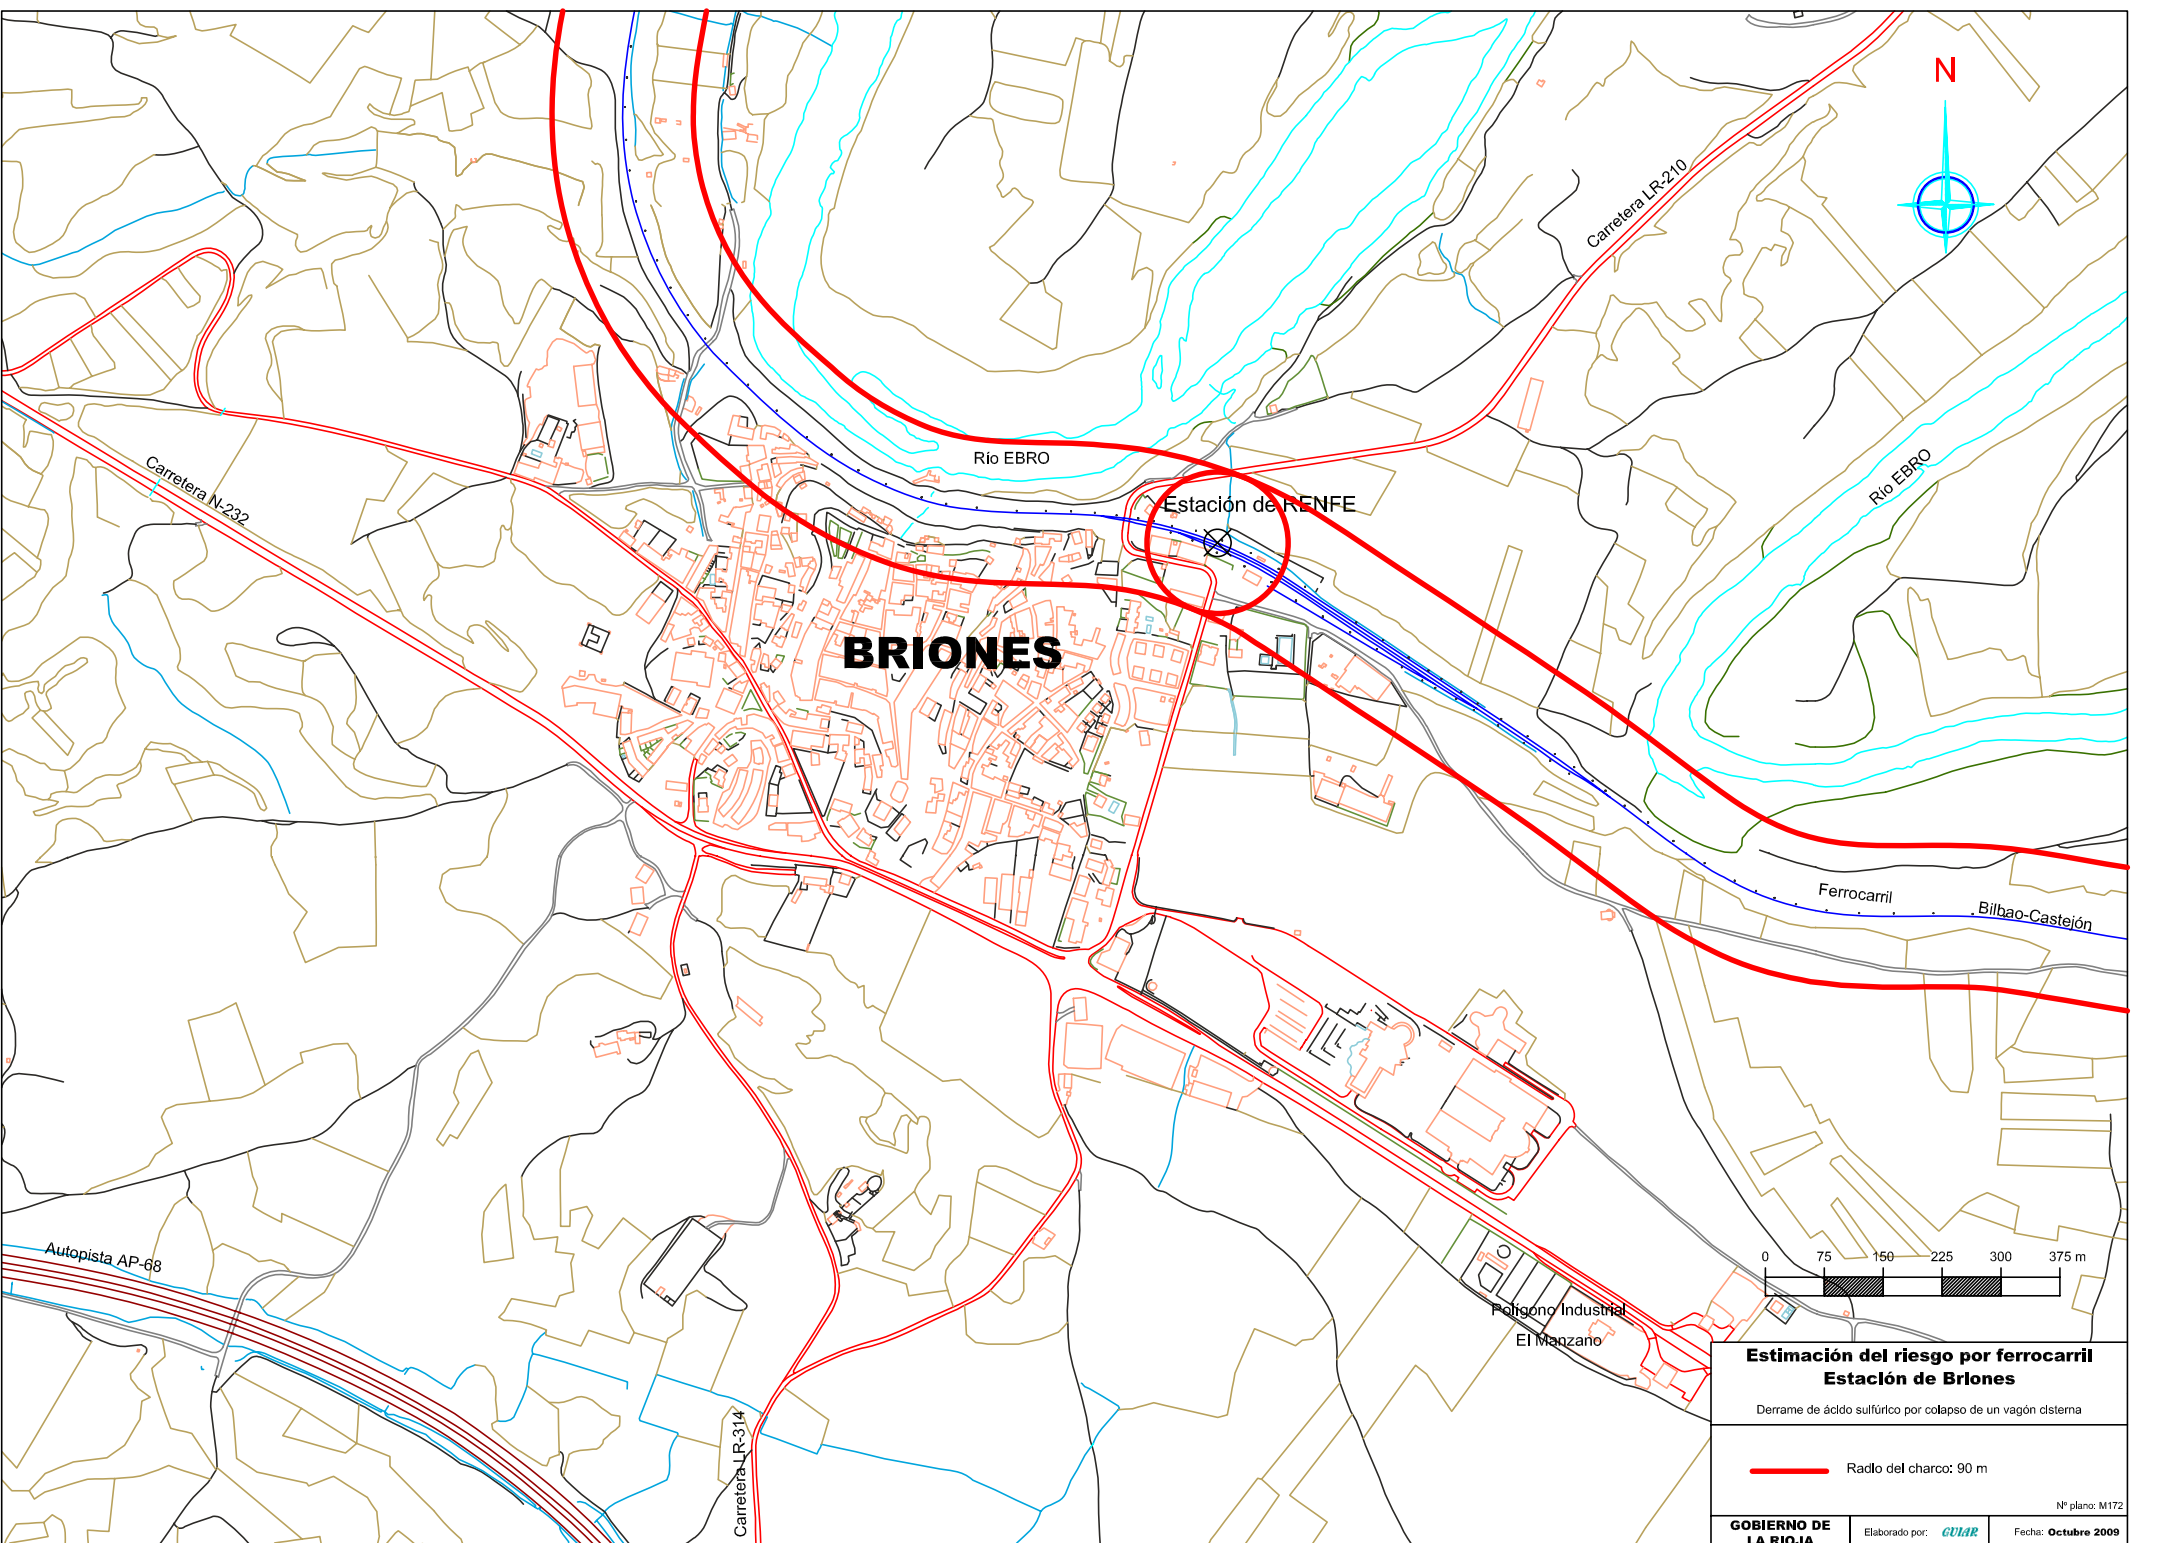 N
Carretera LR-210
Río EBRO
Carretera N-232
Río EBRO
Estación de RENFE
BRIONES
Ferrocarril
Bilbao-Castejón
Autopista AP-68
0 75 150 225 300 375 m
Polígono Industrial
El Manzano
Carretera LR-314
Estimación del riesgo por ferrocarril
Estación de Briones
Derrame de ácido sulfúrico por colapso de un vagón cisterna
Radio del charco: 90 m
Nº plano: M172
GOBIERNO DE
LA RIOJA
Elaborado por: GUIAR
Fecha: Octubre 2009